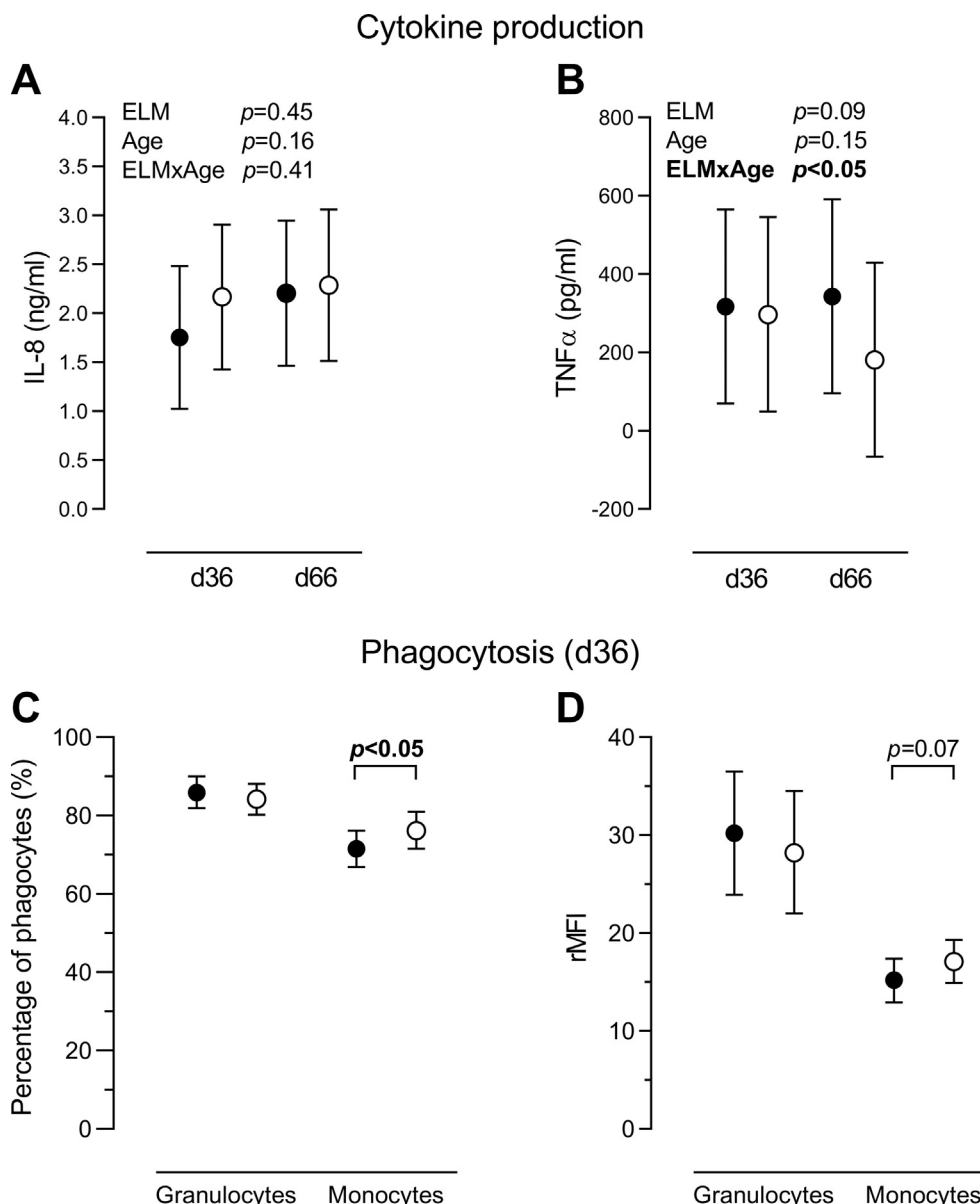 Cytokine production
A
ELM p=0.45
Age p=0.16
ELMxAge p=0.41
4.0
3.5
3.0
2.5
2.0
1.5
1.0
0.5
0.0
IL-8 (ng/ml)
d36 d66
B
ELM p=0.09
Age p=0.15
ELMxAge p<0.05
800
600
400
200
0
-200
TNFα (pg/ml)
d36 d66
Phagocytosis (d36)
C
100
80
60
40
20
0
Percentage of phagocytes (%)
p<0.05
Granulocytes Monocytes
D
40
30
20
10
0
rMFI
p=0.07
Granulocytes Monocytes